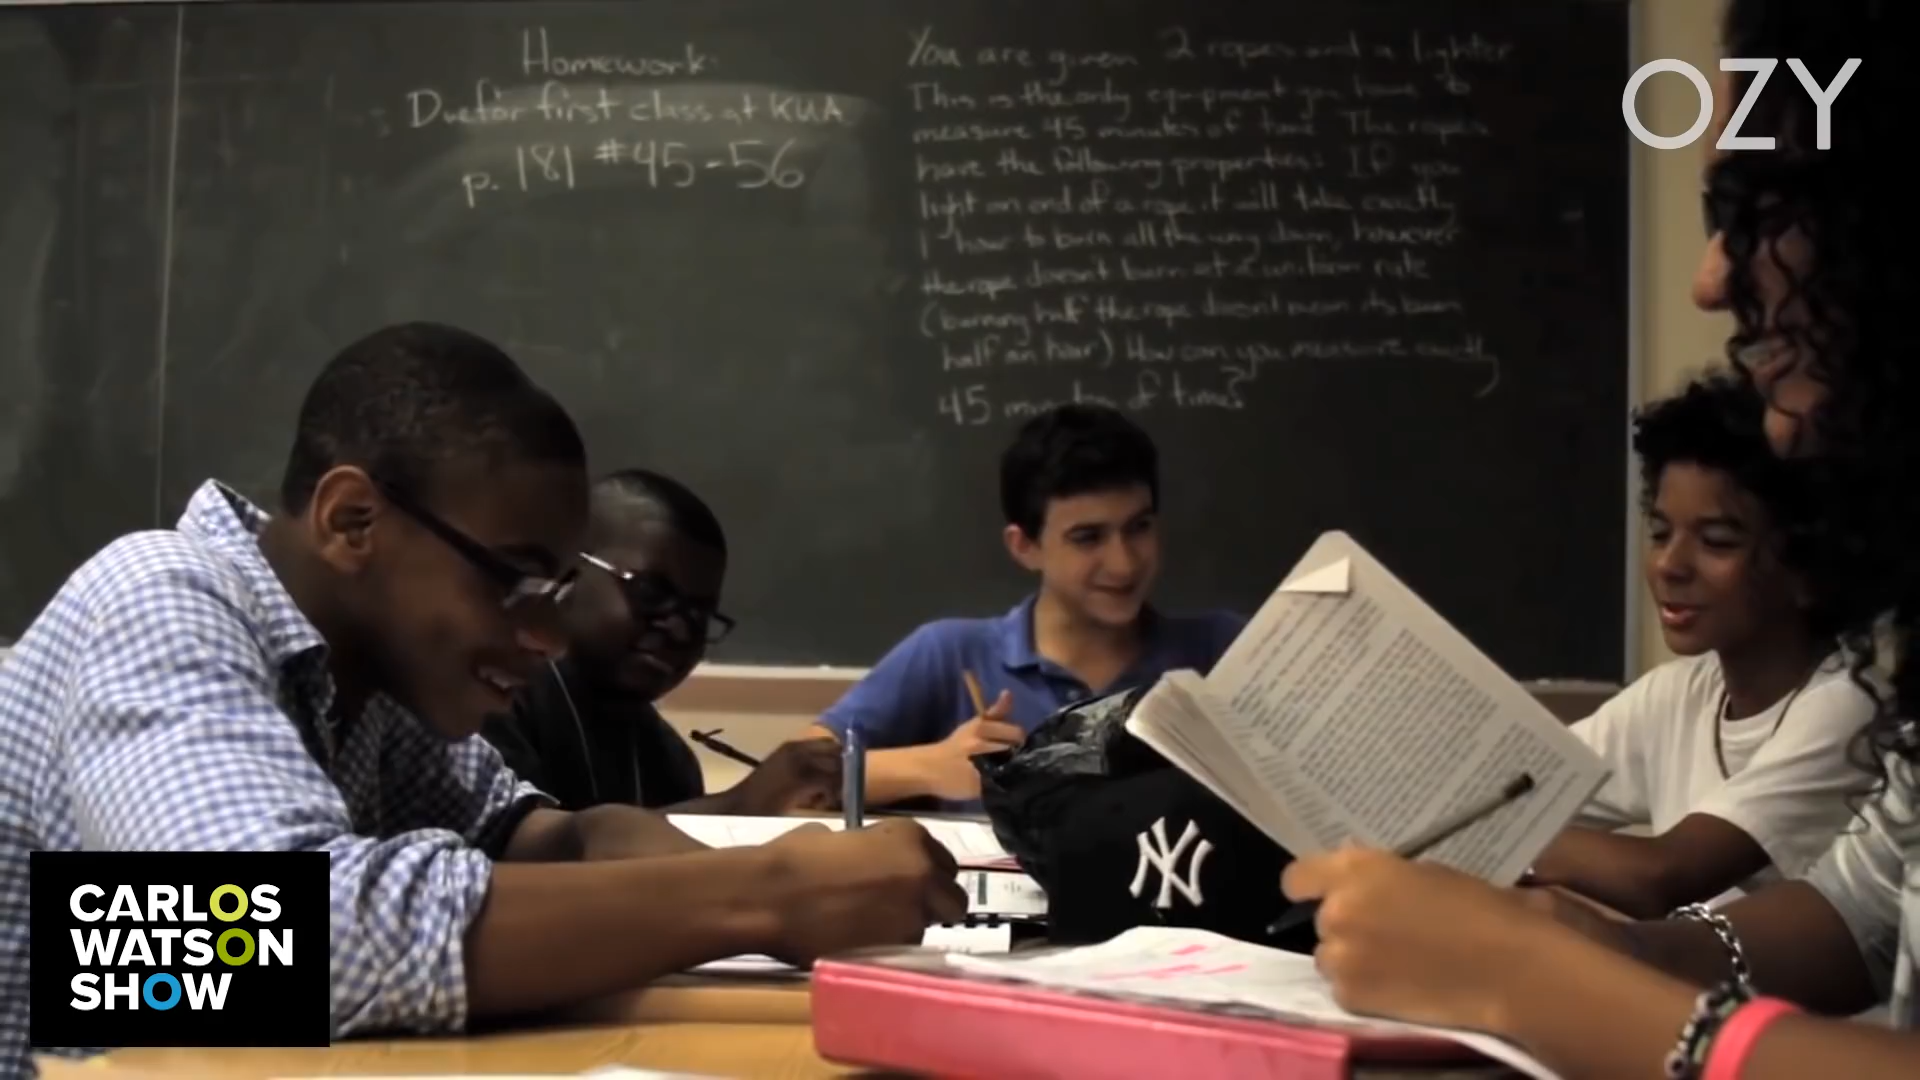 Homework:
Due for first class at KUA
p. 181 #45-56
You are given 2 ropes and a lighter
This is the only equipment you have to
measure 45 minutes of time. The ropes
have the following properties: If you
light an end of a rope it will take exactly
1 hour to burn all the way down, however
the rope doesn't burn at a uniform rate
(burning half the rope doesn't mean its been
half an hour) How can you measure exactly
45 minutes of time?
OZY
NY
CARLOS
WATSON
SHOW